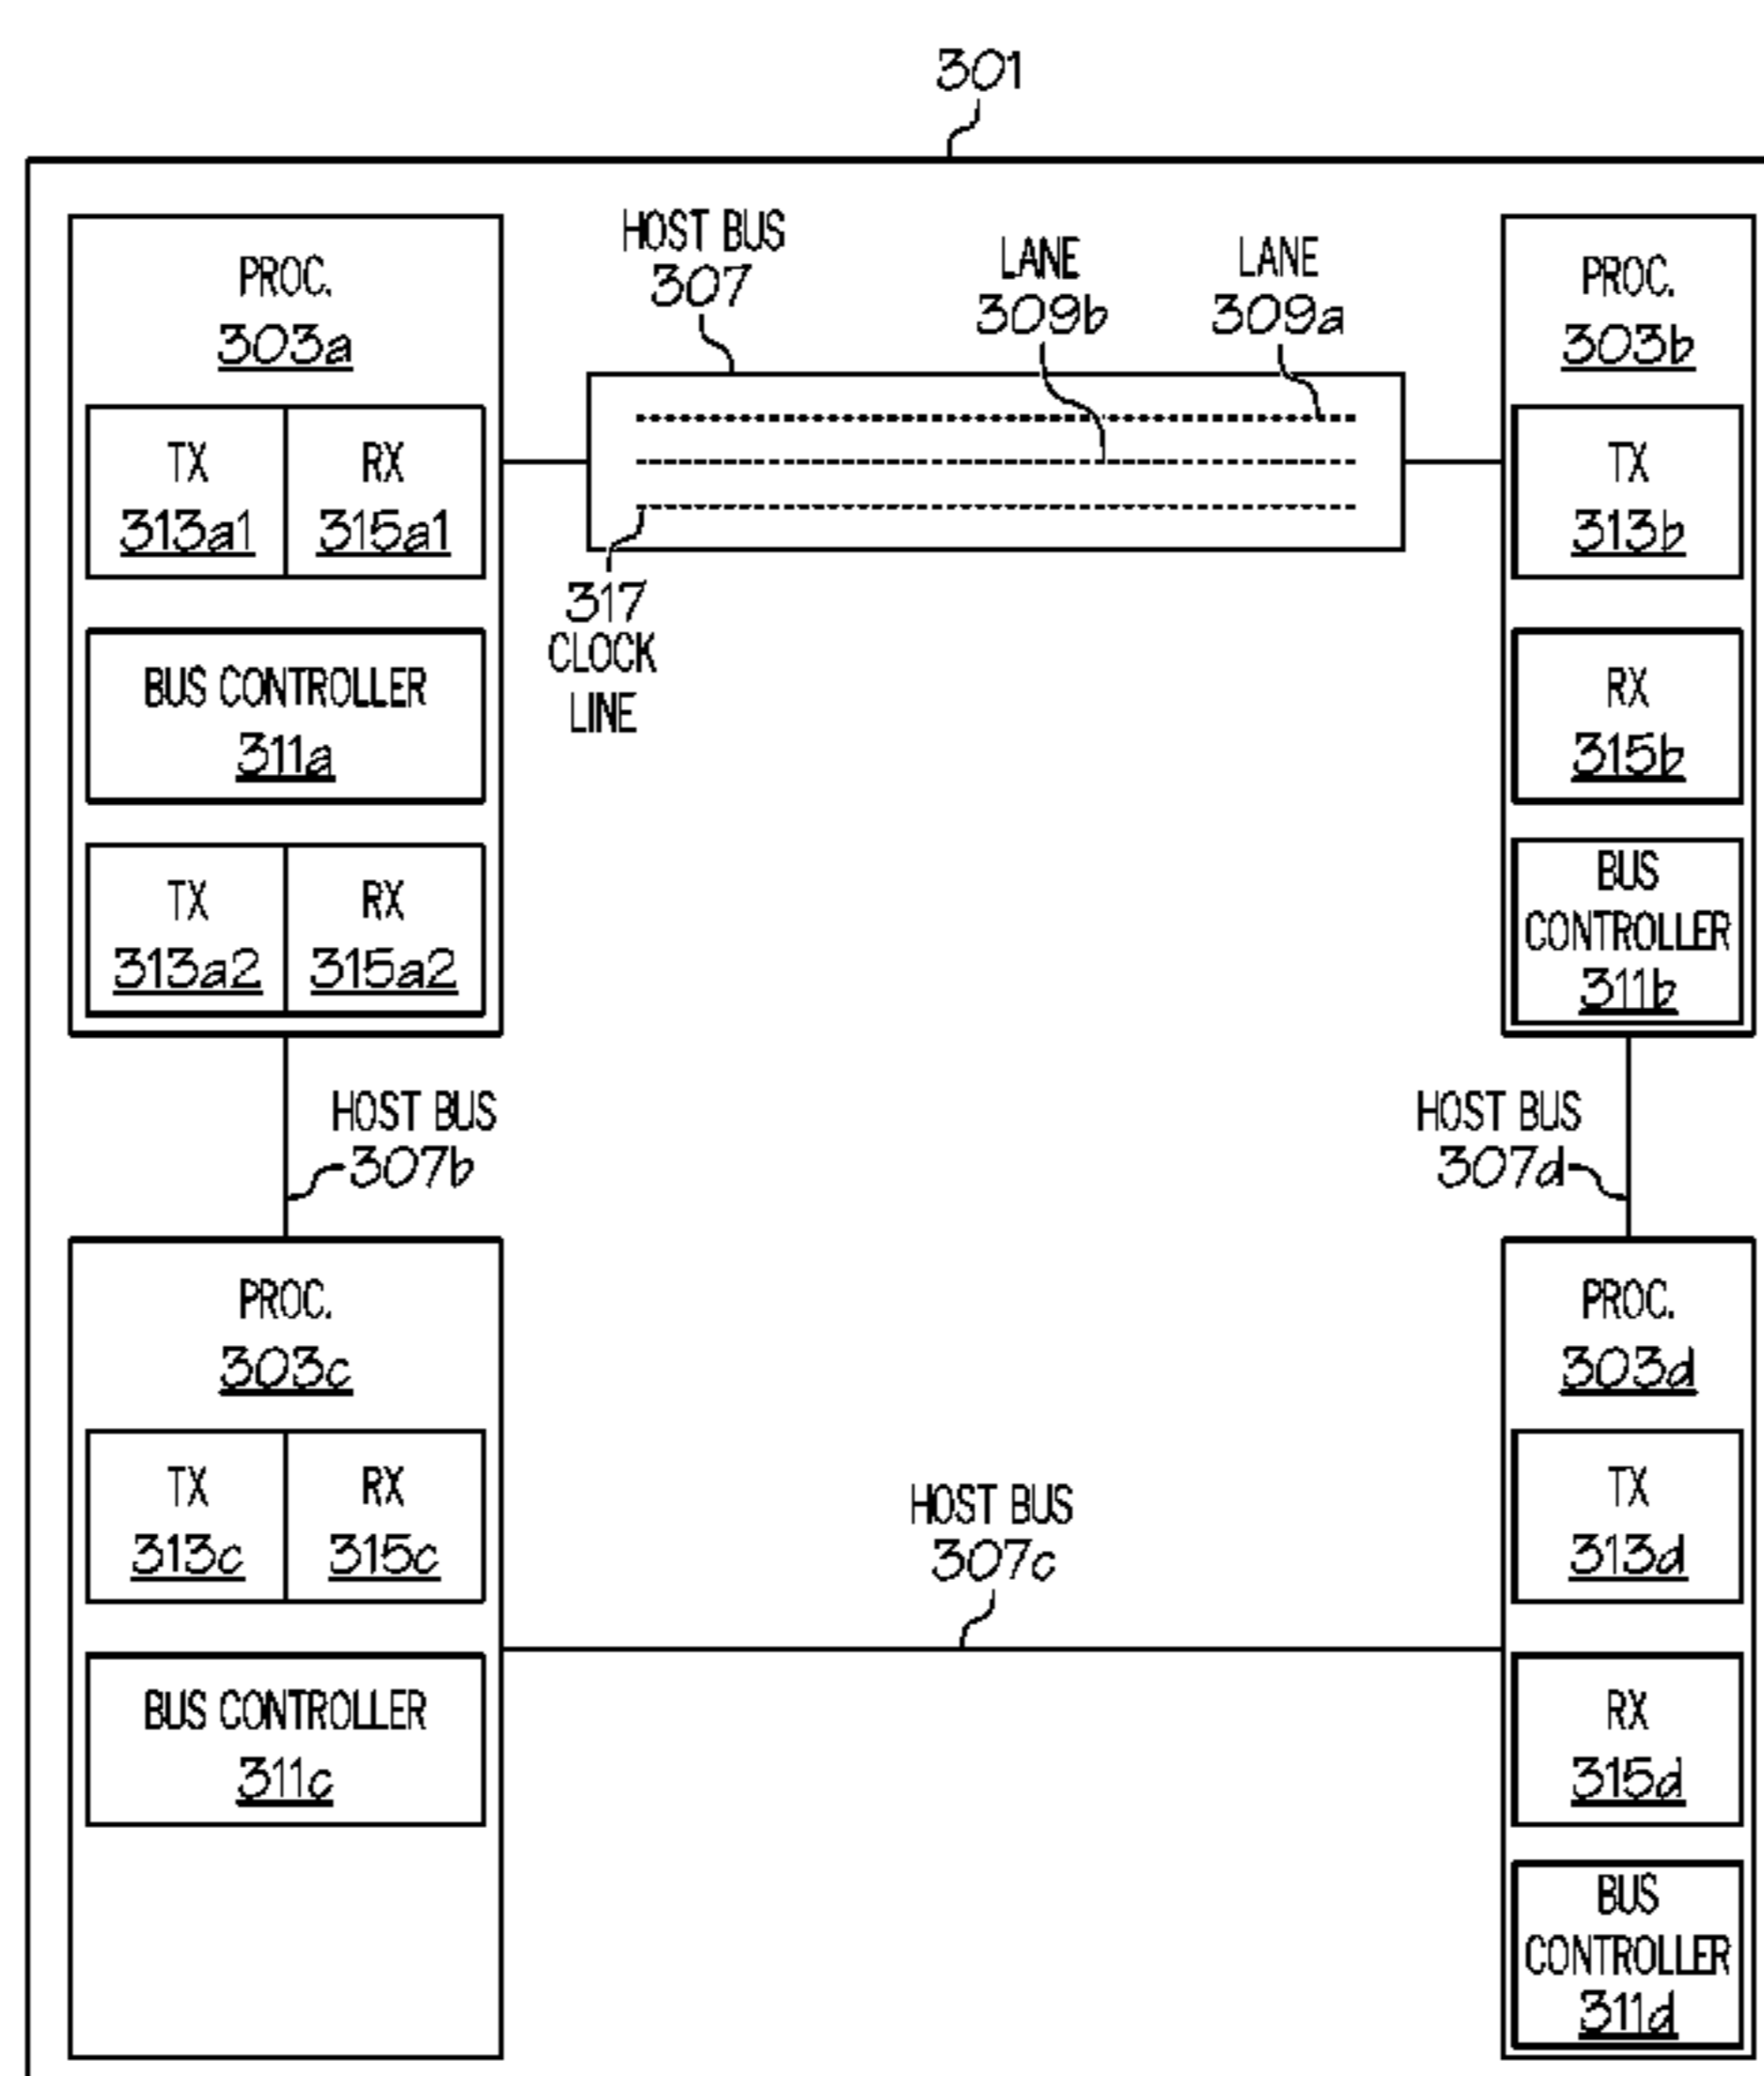 301
PROC.
303a
TX
313a1
RX
315a1
BUS CONTROLLER
311a
TX
313a2
RX
315a2
HOST BUS
307
LANE
309b
LANE
309a
317
CLOCK
LINE
PROC.
303b
TX
313b
RX
315b
BUS
CONTROLLER
311b
HOST BUS
307b
HOST BUS
307d
PROC.
303c
TX
313c
RX
315c
BUS CONTROLLER
311c
HOST BUS
307c
PROC.
303d
TX
313d
RX
315d
BUS
CONTROLLER
311d